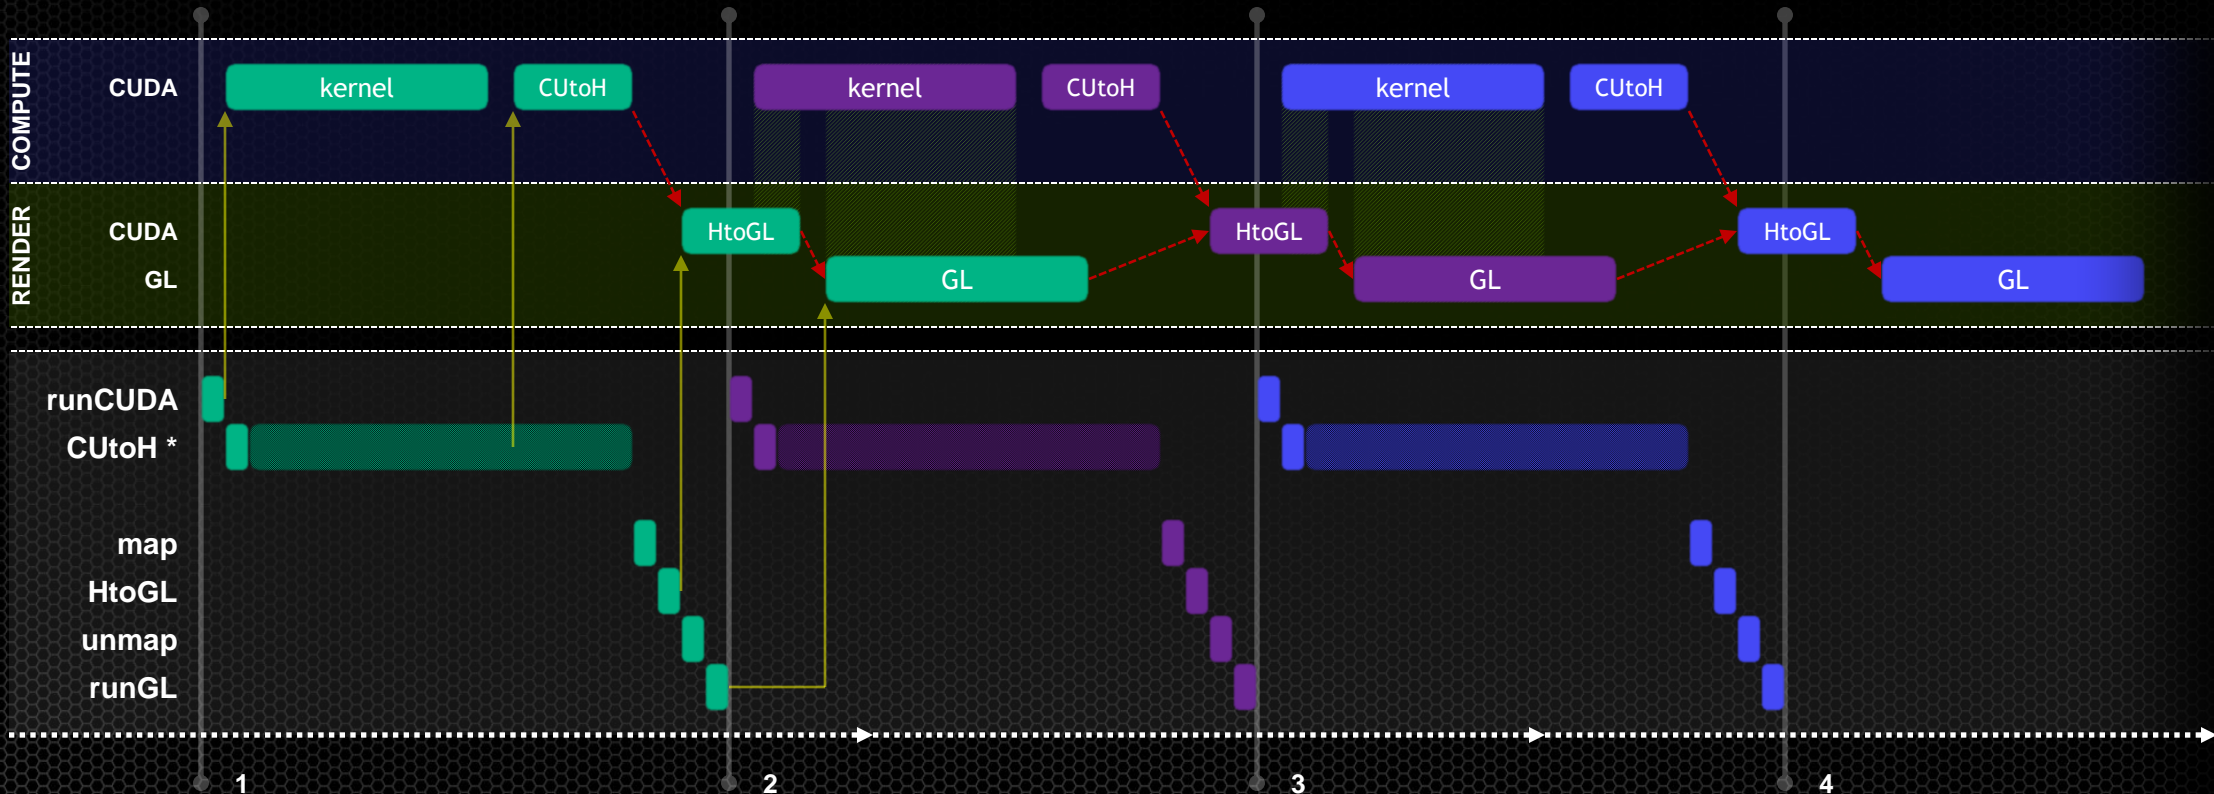 COMPUTE
CUDA
kernel
CUtoH
kernel
CUtoH
kernel
CUtoH
RENDER
CUDA
HtoGL
HtoGL
HtoGL
GL
GL
GL
GL
runCUDA
CUtoH *
map
HtoGL
unmap
runGL
1
2
3
4